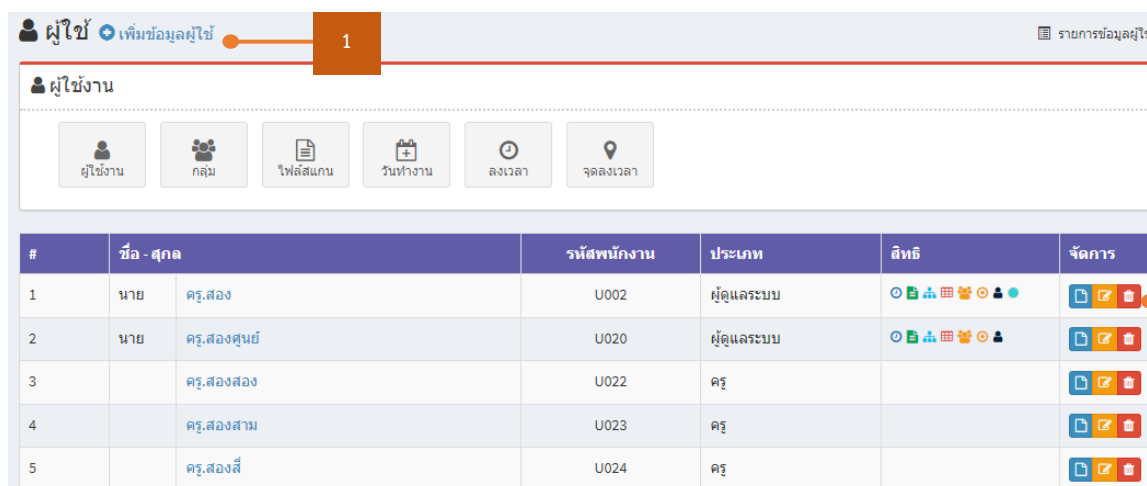 ผู้ใช้ เพิ่มข้อมูลผู้ใช้ 1 รายการข้อมูลผู้ใช้
ผู้ใช้งาน
ผู้ใช้งาน กลุ่ม ไฟล์สแกน วันทำงาน ลงเวลา จุดลงเวลา
# ชื่อ - สุกล รหัสพนักงาน ประเภท สิทธิ จัดการ
1 นาย ครู.สอง U002 ผู้ดูแลระบบ
2 นาย ครู.สองศูนย์ U020 ผู้ดูแลระบบ
3 ครู.สองสอง U022 ครู
4 ครู.สองสาม U023 ครู
5 ครู.สองสี่ U024 ครู